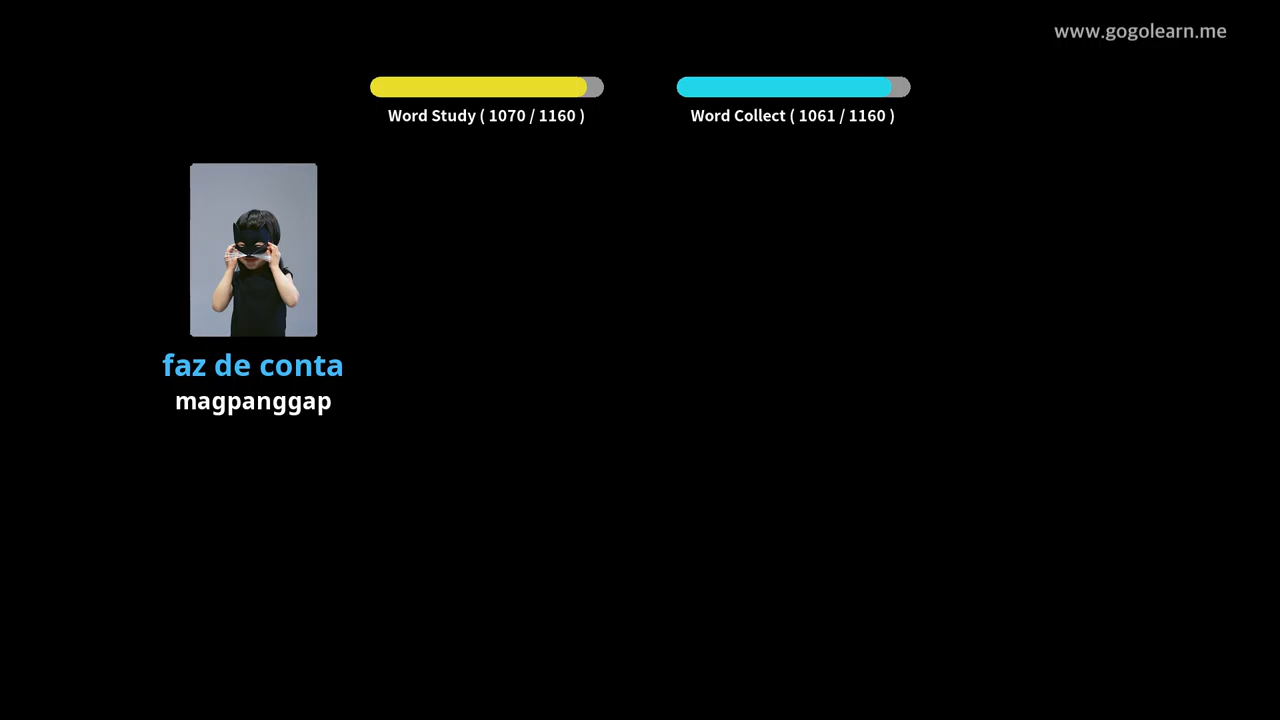 www.gogolearn.me
Word Study ( 1070 / 1160 )
Word Collect ( 1061 / 1160 )
faz de conta
magpanggap